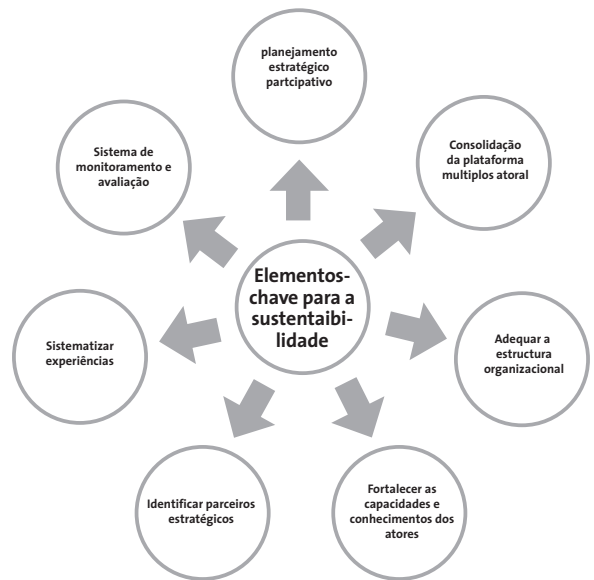 planejamento
estratégico
partcipativo
Consolidação
da plataforma
multiplos atoral
Sistema de
monitoramento e
avaliação
Elementos-
chave para a
sustentaibi-
lidade
Adequar a
estructura
organizacional
Sistematizar
experiências
Fortalecer as
capacidades e
conhecimentos dos
atores
Identificar parceiros
estratégicos